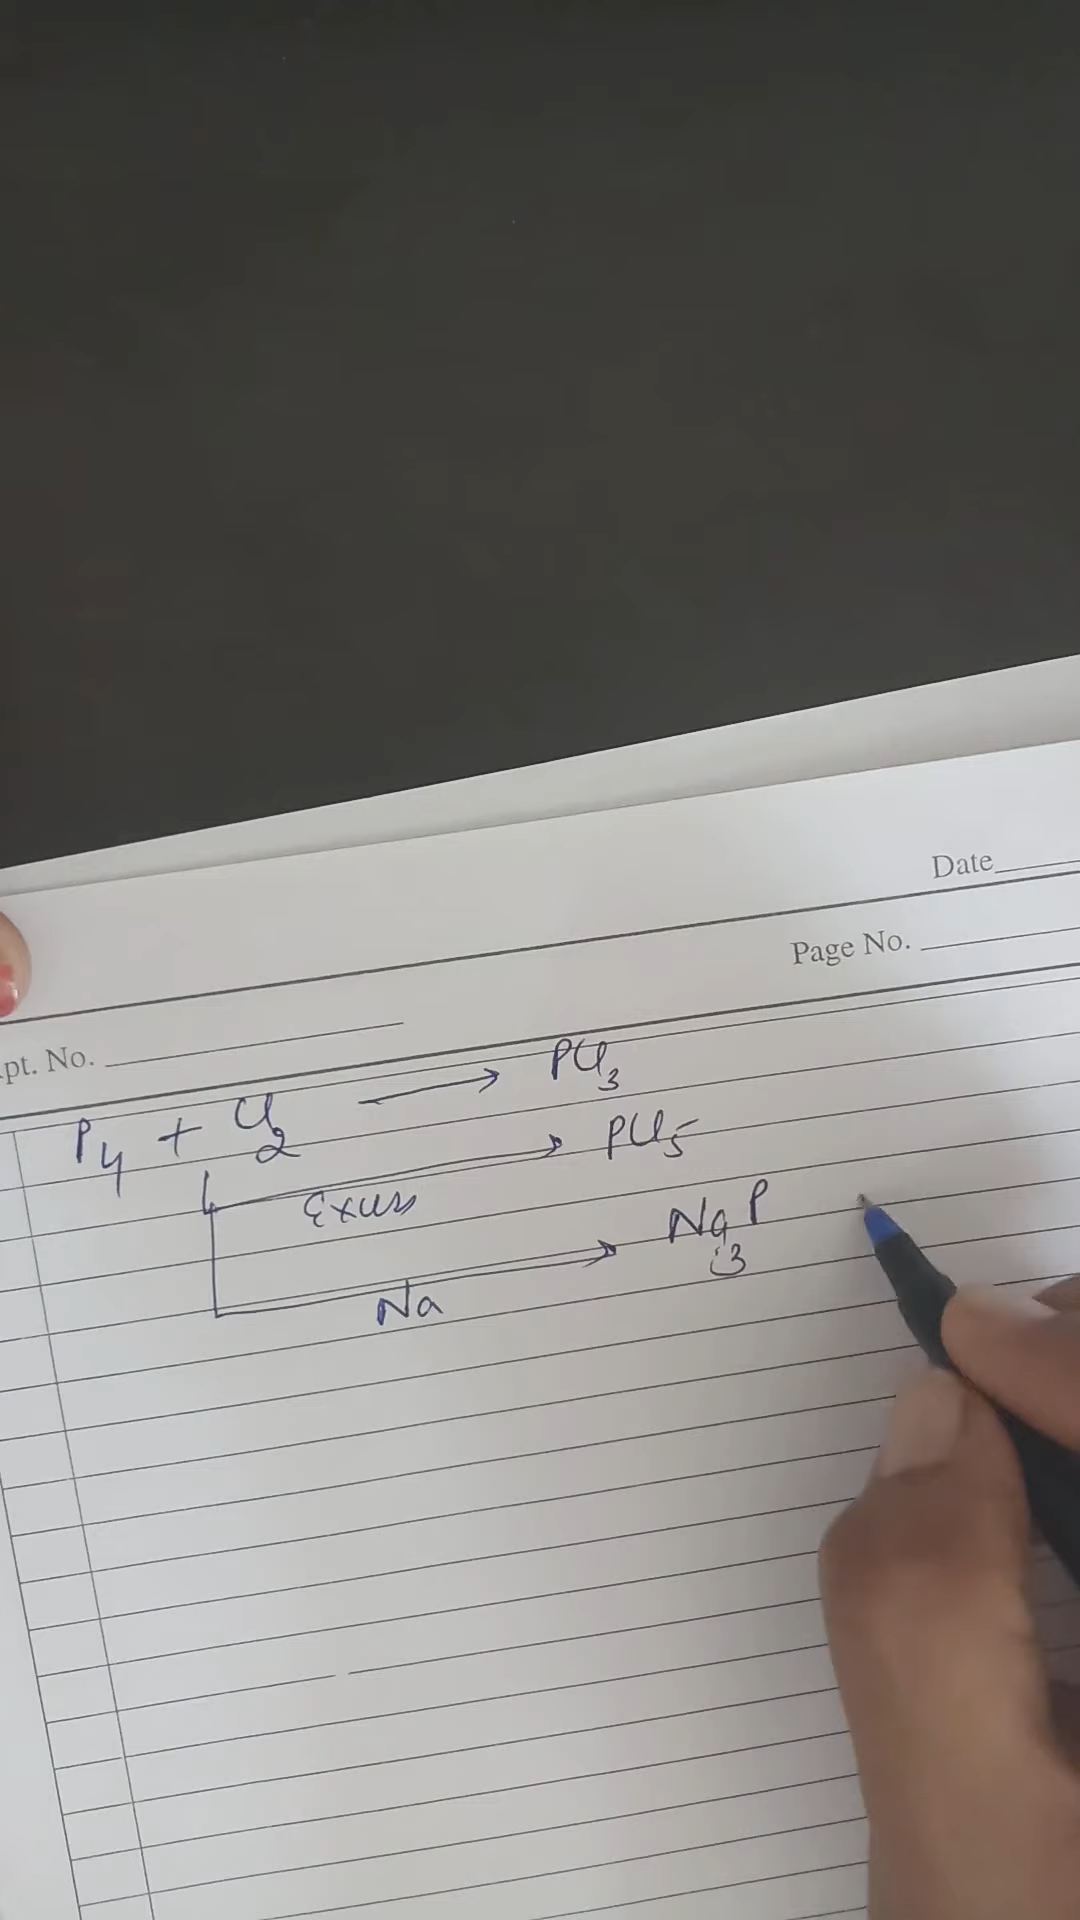 Date
Page No.
pt. No.
P4 + Cl2 → PCl3
Excess → PCl5
Na → Na3P